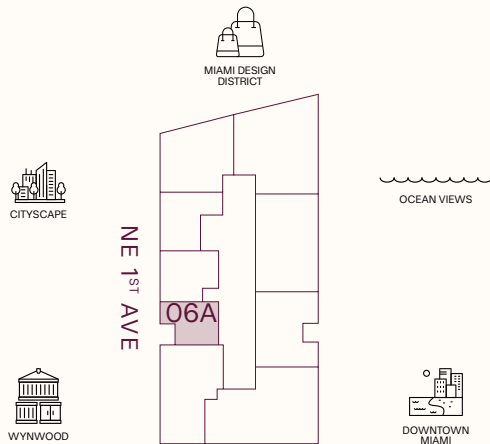 MIAMI DESIGN
DISTRICT
CITYSCAPE
OCEAN VIEWS
NE 1ST AVE
06A
WYNWOOD
DOWNTOWN
MIAMI